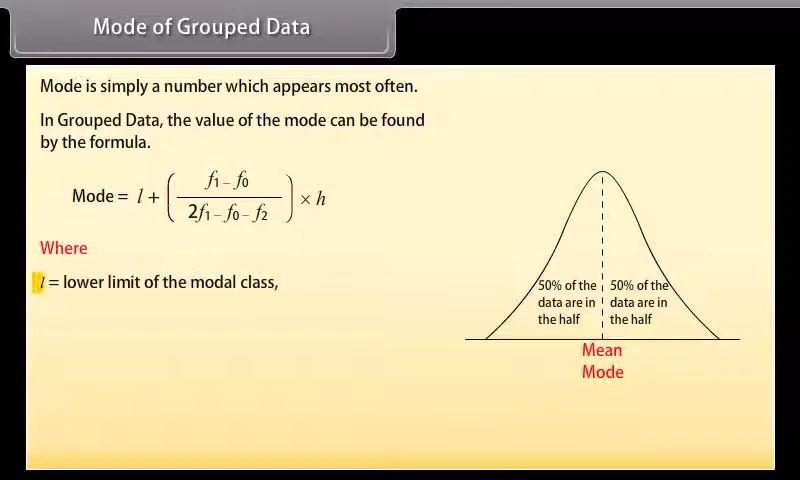 Mode of Grouped Data
Mode is simply a number which appears most often.
In Grouped Data, the value of the mode can be found
by the formula.
Mode = l + ( f1 – f0 / 2f1 – f0 – f2 ) × h
Where
l = lower limit of the modal class,
50% of the
data are in
the half
50% of the
data are in
the half
Mean
Mode